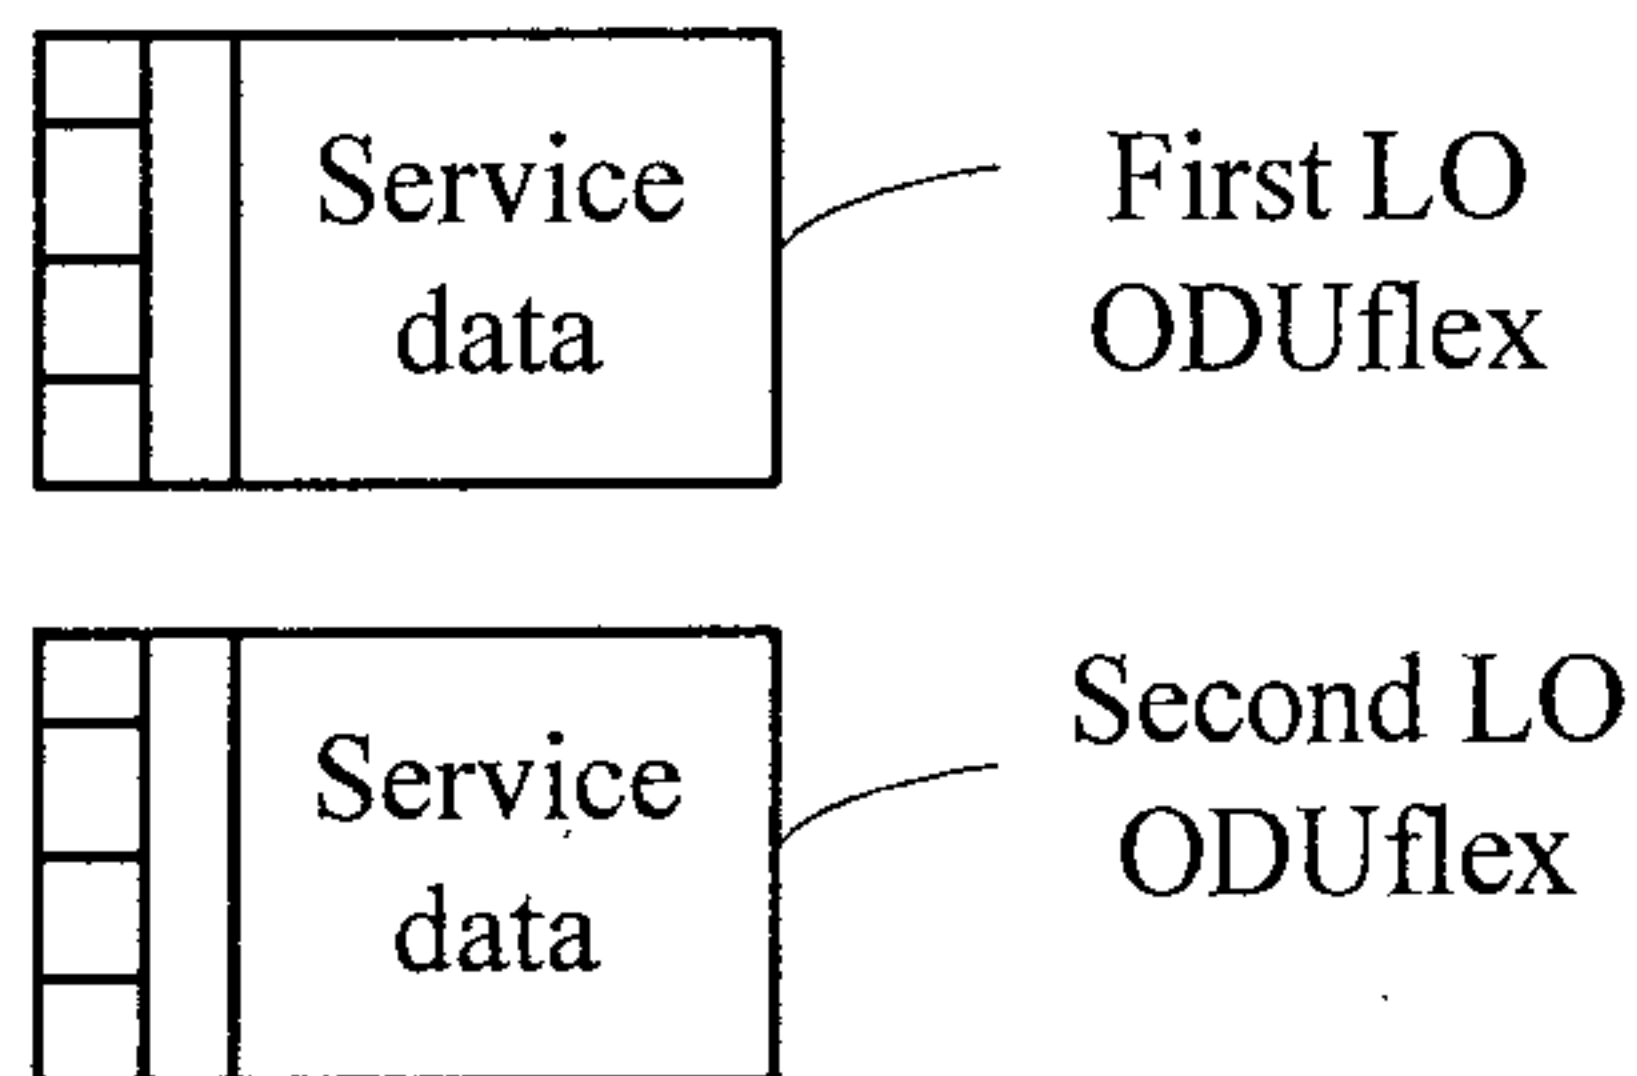 Service
data
First LO
ODUflex
Service
data
Second LO
ODUflex